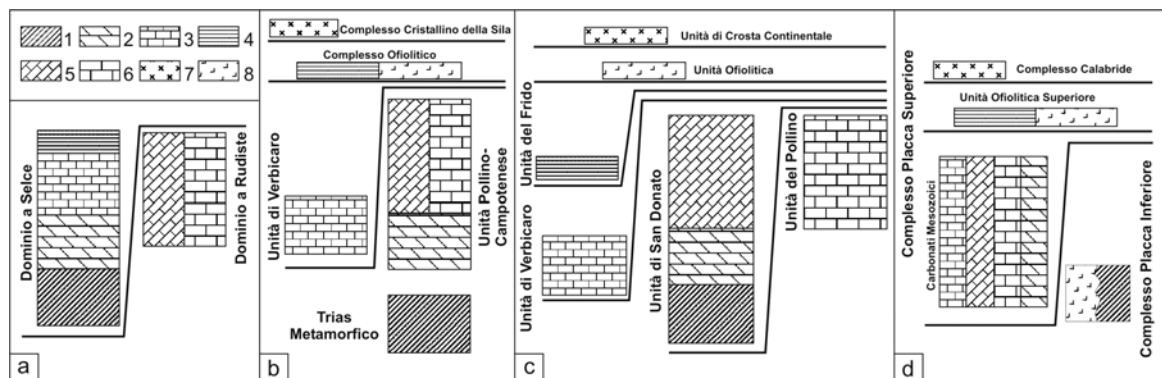 1 2 3 4
5 6 7 8
Dominio a Selce
Dominio a Rudiste
a
Complesso Cristallino della Sila
Complesso Ofiolitico
Unità di Verbicaro
Unità Pollino-
Campotenese
Trias
Metamorfico
b
Unità di Crosta Continentale
Unità Ofiolitica
Unità del Frido
Unità di Verbicaro
Unità di San Donato
Unità del Pollino
c
Complesso Calabride
Unità Ofiolitica Superiore
Complesso Placca Superiore
Carbonati Mesozoici
Complesso Placca Inferiore
d